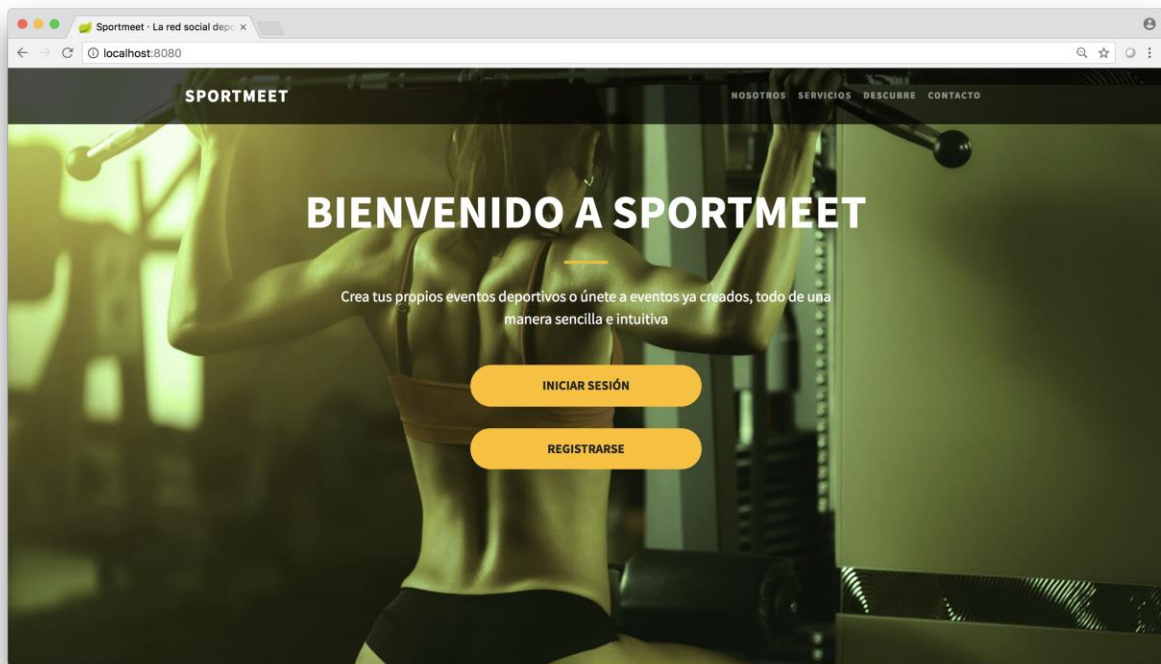 Sportmeet - La red social depo
localhost:8080
SPORTMEET
NOSOTROS SERVICIOS DESCUBRE CONTACTO
BIENVENIDO A SPORTMEET
Crea tus propios eventos deportivos o únete a eventos ya creados, todo de una
manera sencilla e intuitiva
INICIAR SESIÓN
REGISTRARSE